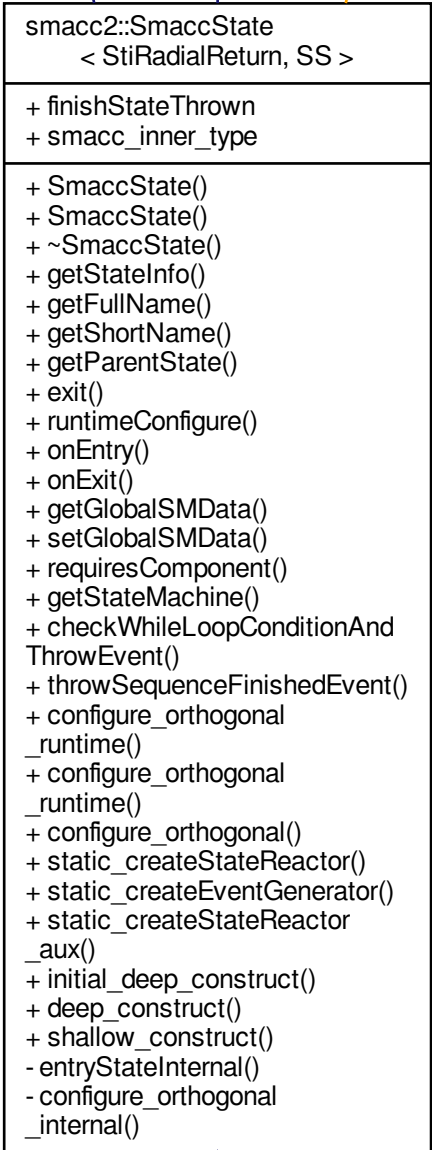 smacc2::SmaccState
< StiRadialReturn, SS >
+ finishStateThrown
+ smacc_inner_type
+ SmaccState()
+ SmaccState()
+ ~SmaccState()
+ getStateInfo()
+ getFullName()
+ getShortName()
+ getParentState()
+ exit()
+ runtimeConfigure()
+ onEntry()
+ onExit()
+ getGlobalSMData()
+ setGlobalSMData()
+ requiresComponent()
+ getStateMachine()
+ checkWhileLoopConditionAnd
ThrowEvent()
+ throwSequenceFinishedEvent()
+ configure_orthogonal
_runtime()
+ configure_orthogonal
_runtime()
+ configure_orthogonal()
+ static_createStateReactor()
+ static_createEventGenerator()
+ static_createStateReactor
_aux()
+ initial_deep_construct()
+ deep_construct()
+ shallow_construct()
- entryStateInternal()
- configure_orthogonal
_internal()